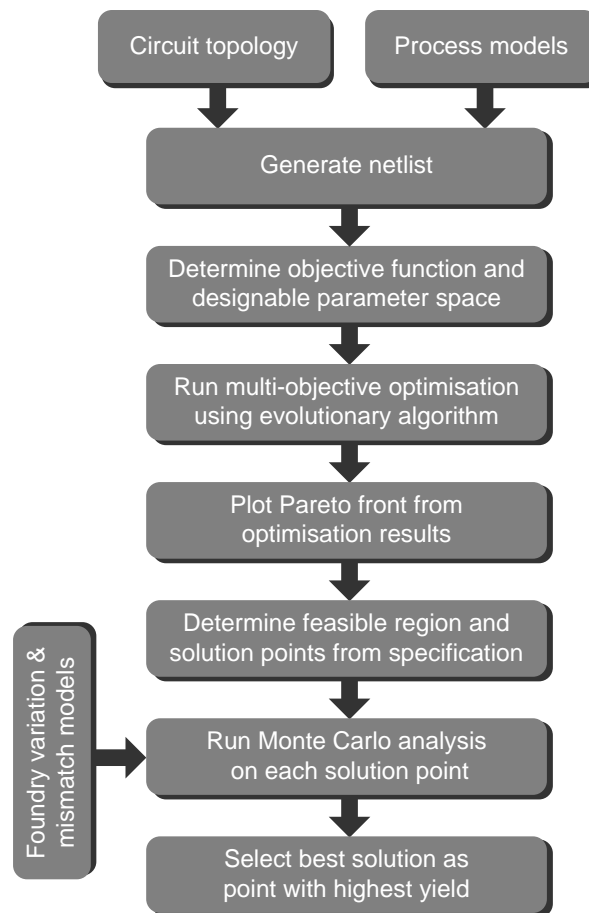 Circuit topology
Process models
Generate netlist
Determine objective function and
designable parameter space
Run multi-objective optimisation
using evolutionary algorithm
Plot Pareto front from
optimisation results
Determine feasible region and
solution points from specification
Foundry variation &
mismatch models
Run Monte Carlo analysis
on each solution point
Select best solution as
point with highest yield